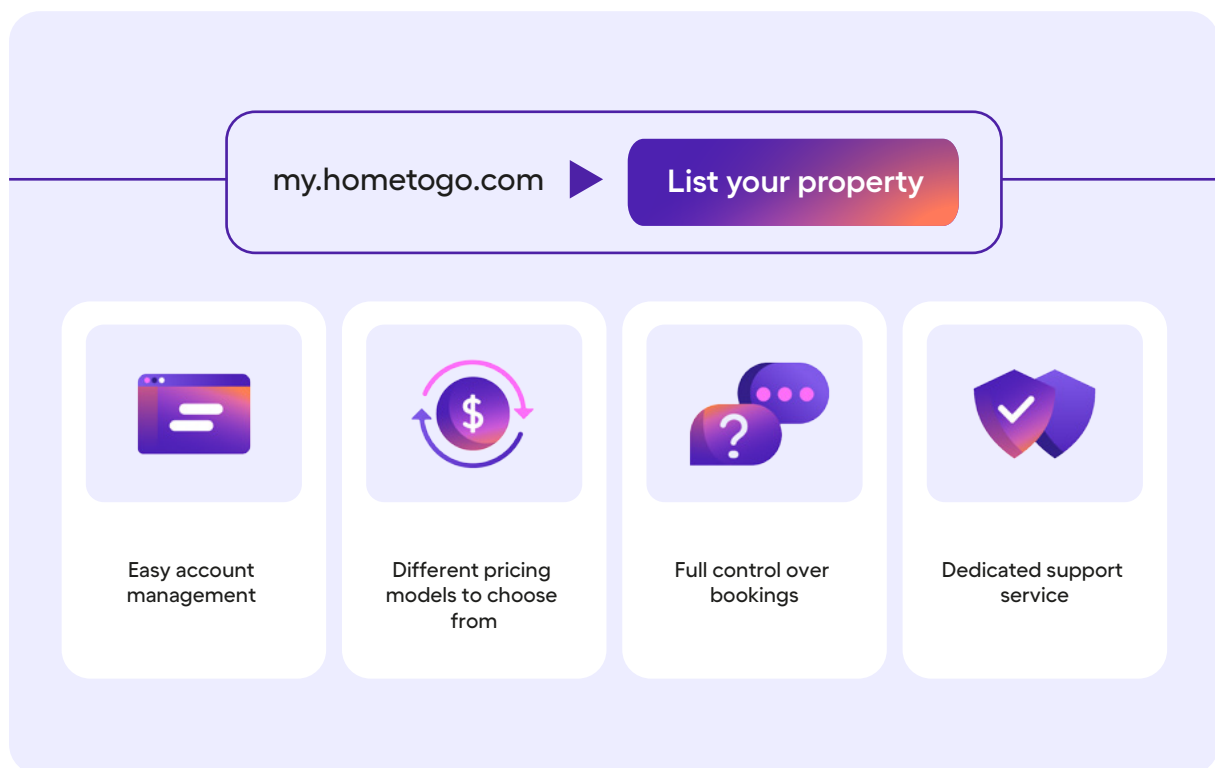 my.hometogo.com
List your property
Easy account
management
Different pricing
models to choose
from
Full control over
bookings
Dedicated support
service